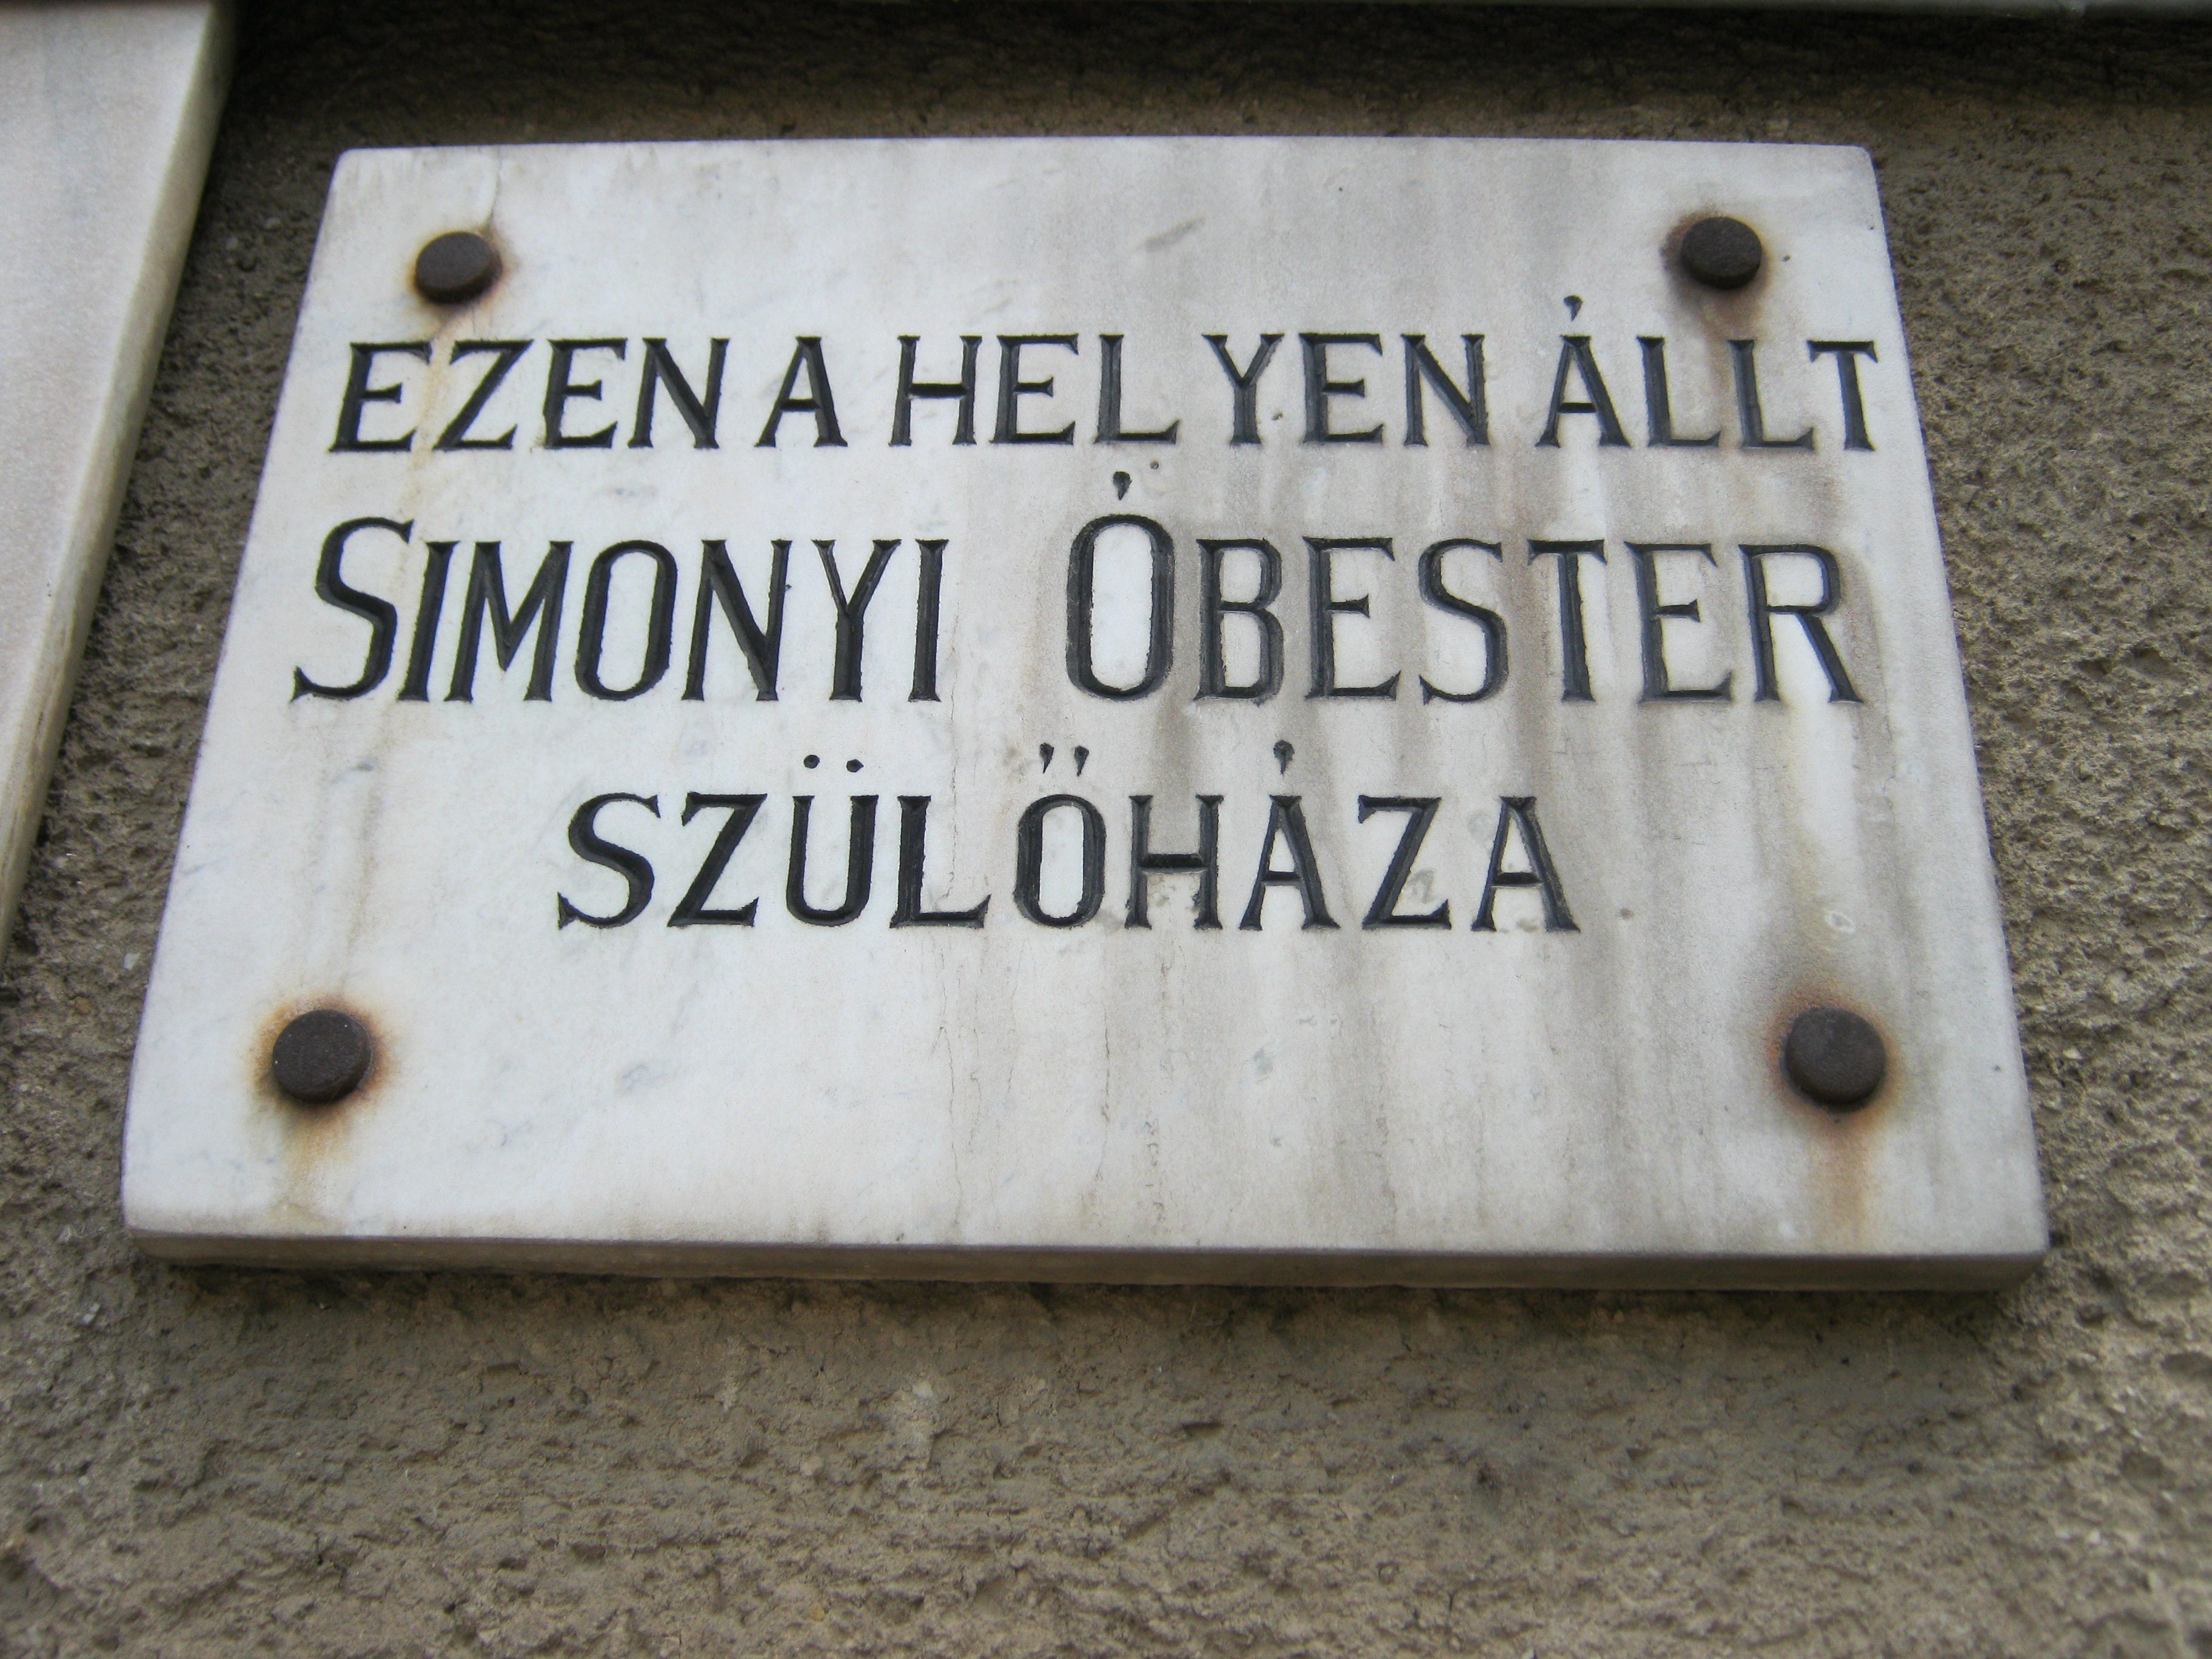 EZEN A HELYEN ÁLLT
SIMONYI ÓBESTER
SZÜLŐHÁZA